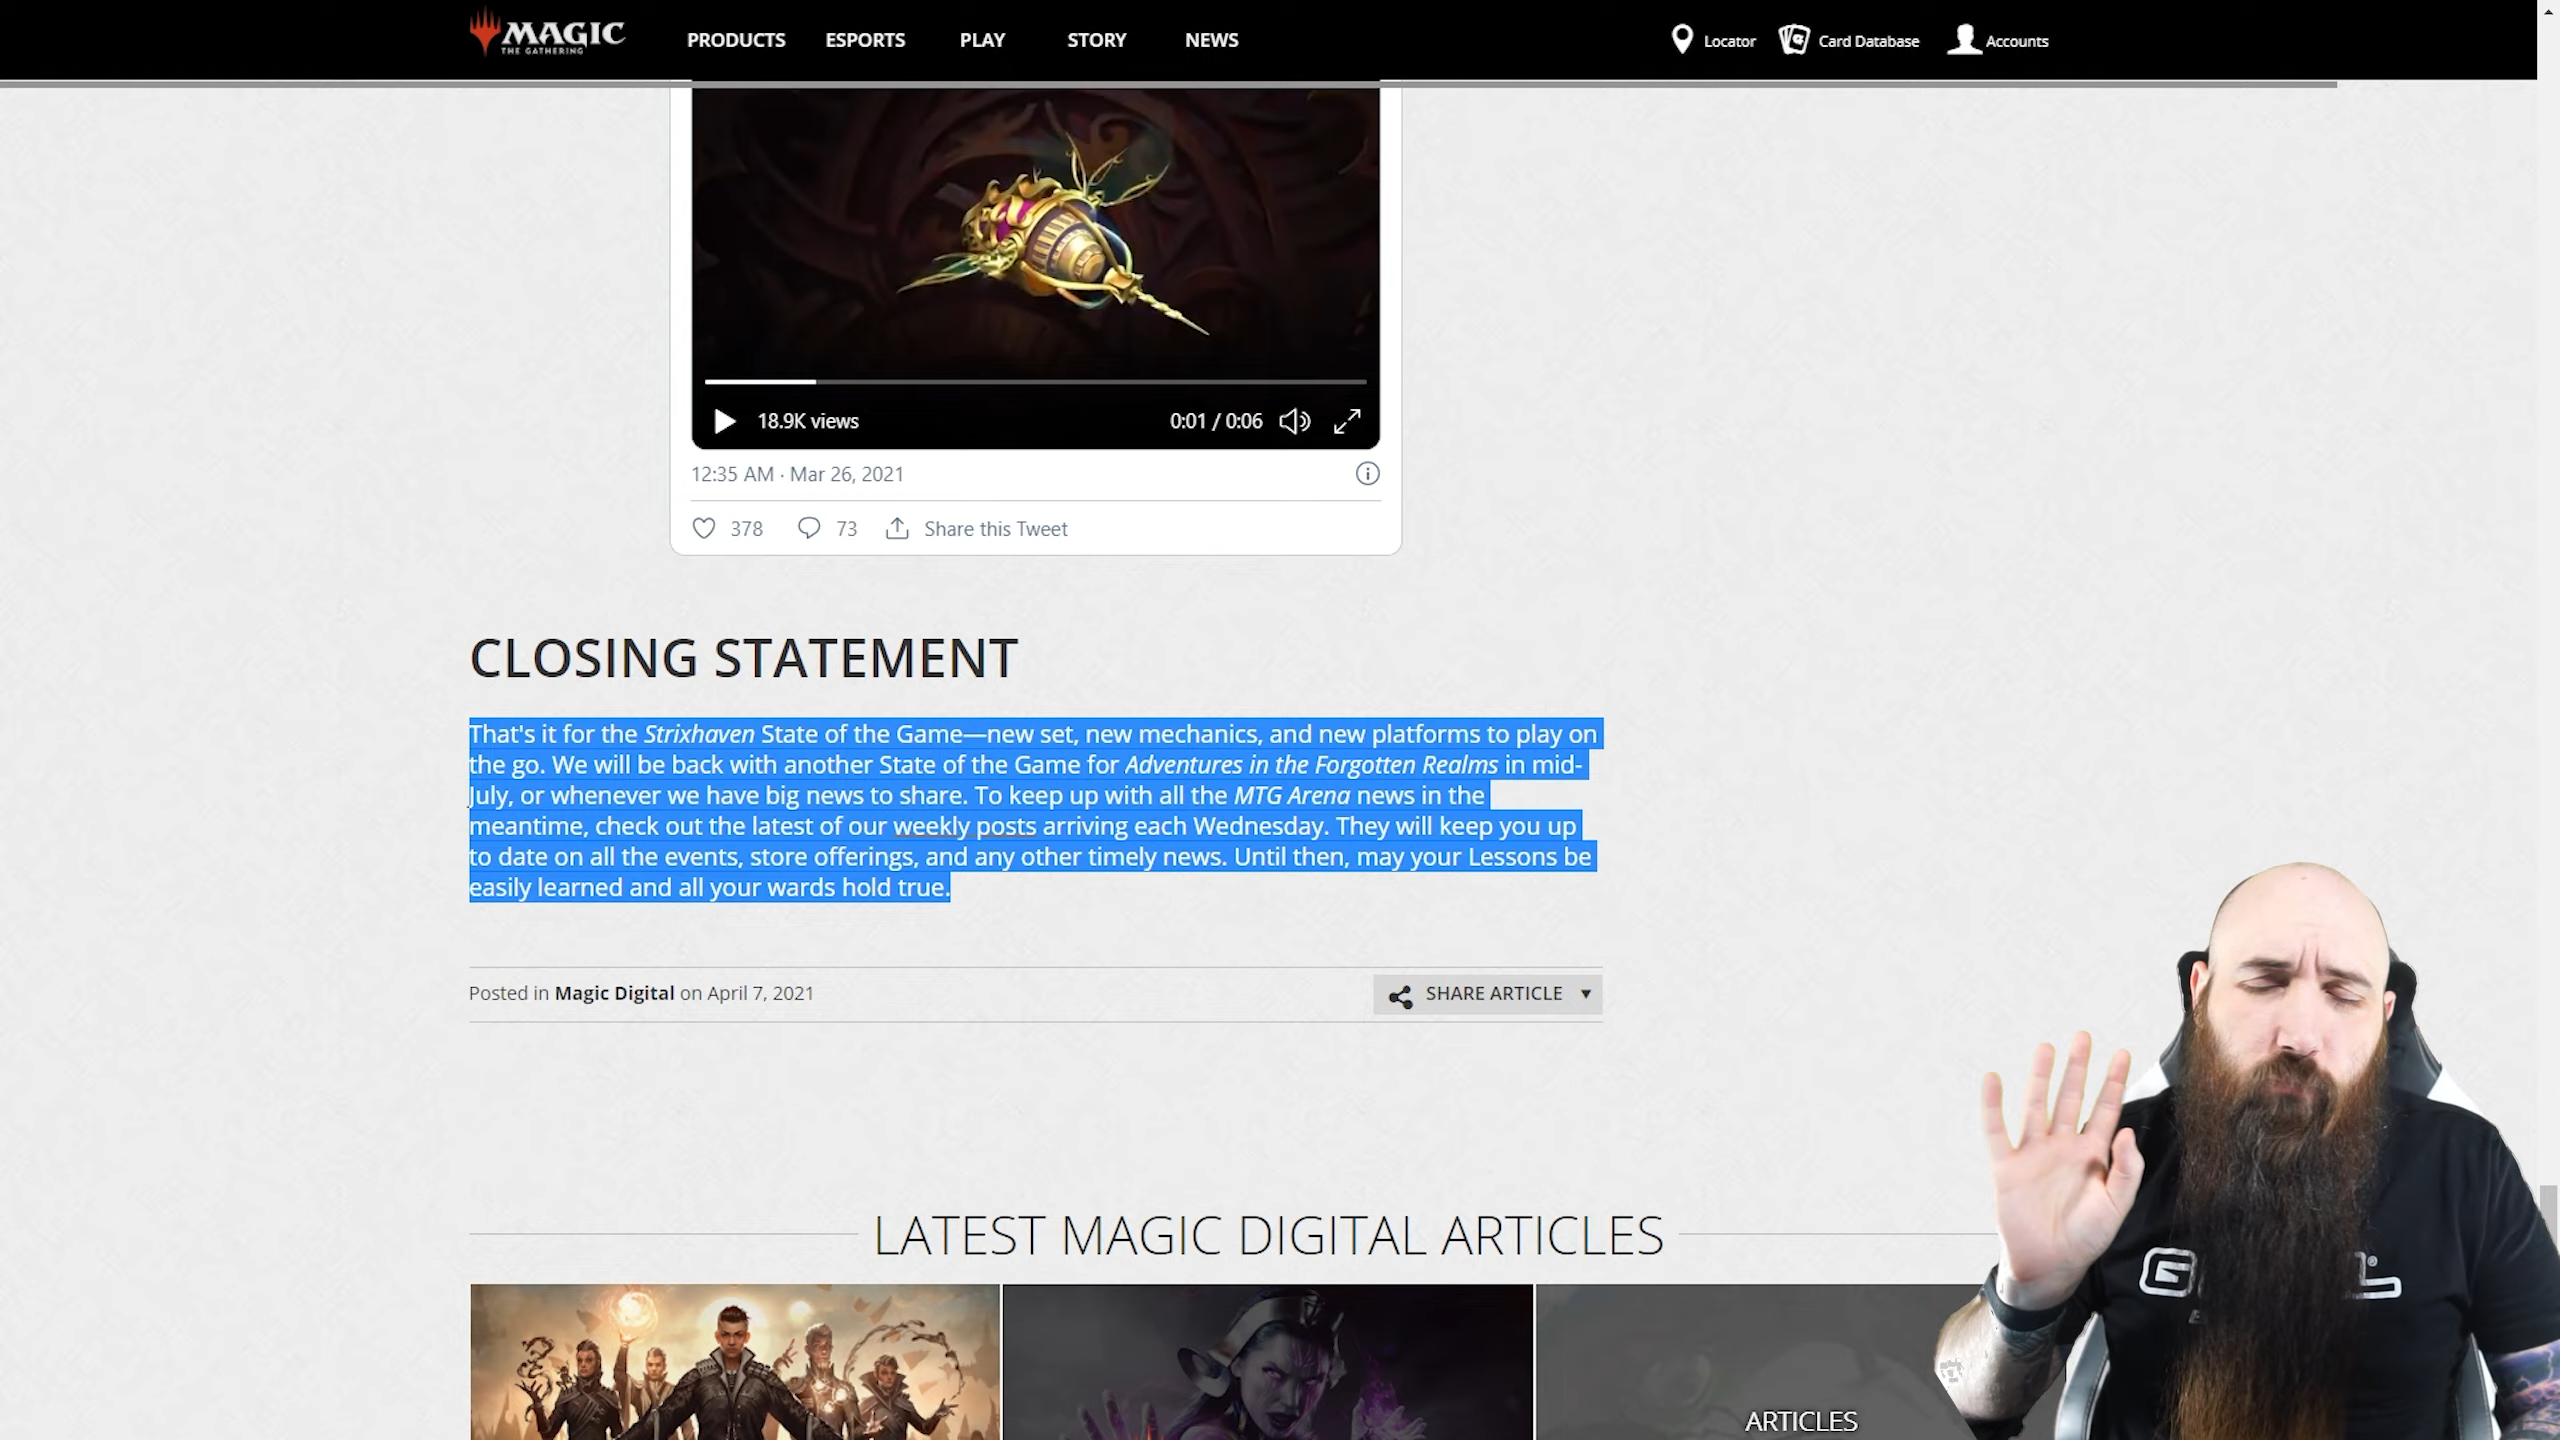 MAGIC
THE GATHERING
PRODUCTS
ESPORTS
PLAY
STORY
NEWS
Locator
Card Database
Accounts
18.9K views
0:01 / 0:06
12:35 AM · Mar 26, 2021
378
73
Share this Tweet
CLOSING STATEMENT
That's it for the Strixhaven State of the Game—new set, new mechanics, and new platforms to play on
the go. We will be back with another State of the Game for Adventures in the Forgotten Realms in mid-
July, or whenever we have big news to share. To keep up with all the MTG Arena news in the
meantime, check out the latest of our weekly posts arriving each Wednesday. They will keep you up
to date on all the events, store offerings, and any other timely news. Until then, may your Lessons be
easily learned and all your wards hold true.
Posted in Magic Digital on April 7, 2021
SHARE ARTICLE
LATEST MAGIC DIGITAL ARTICLES
ARTICLES